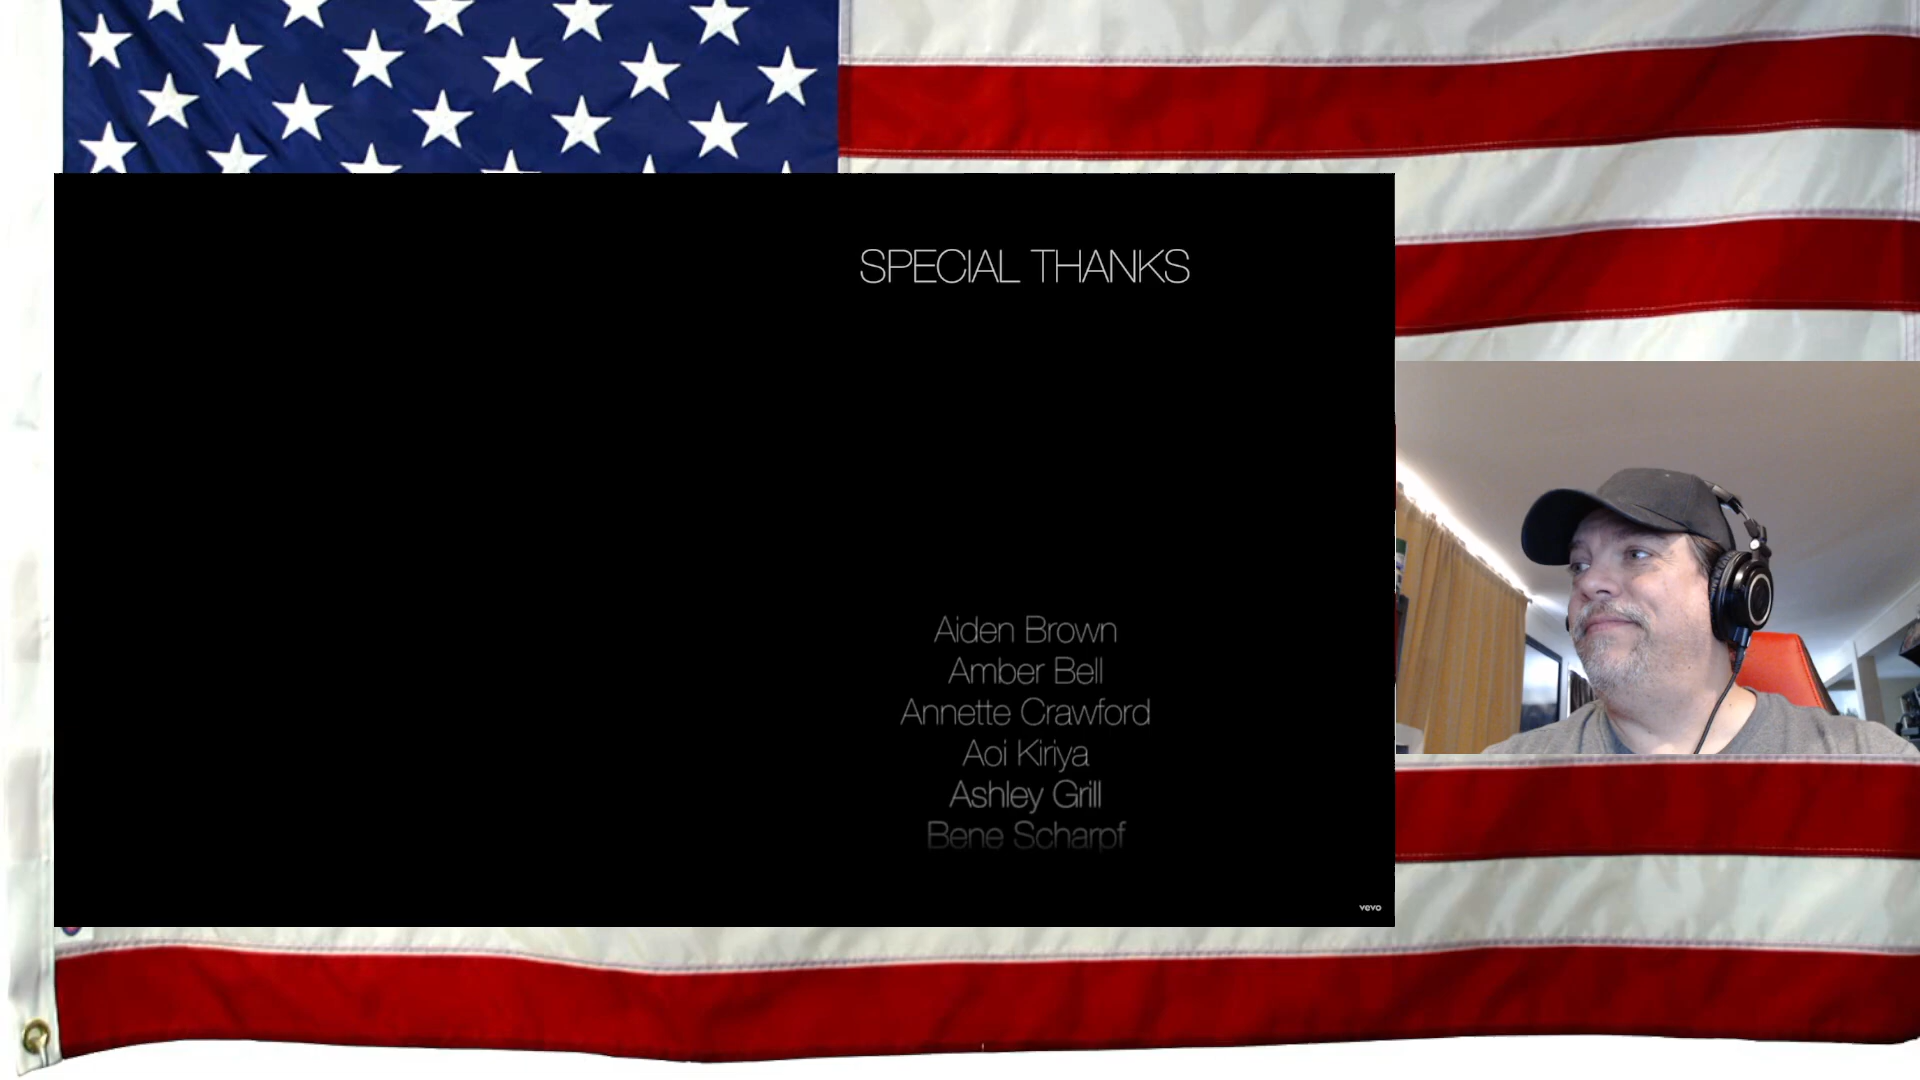 SPECIAL THANKS
Aiden Brown
Amber Bell
Annette Crawford
Aoi Kiriya
Ashley Grill
Bene Scharpf
vevo